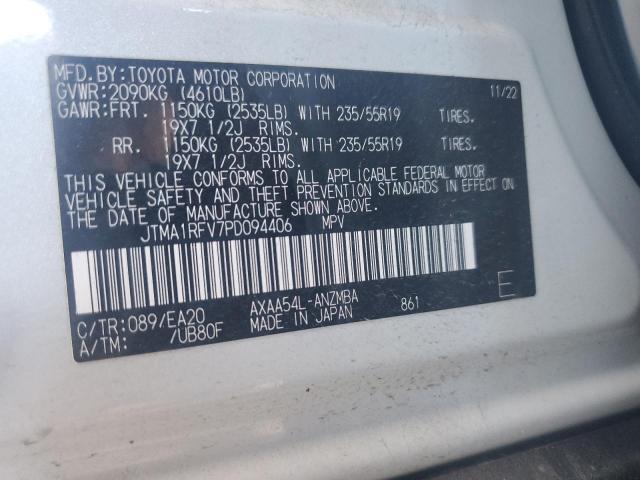 MFD.BY:TOYOTA MOTOR CORPORATION 11/22
GVWR:2090KG (4610LB)
GAWR:FRT. 1150KG (2535LB) WITH 235/55R19 TIRES.
19X7 1/2J RIMS.
RR. 1150KG (2535LB) WITH 235/55R19 TIRES.
19X7 1/2J RIMS.
THIS VEHICLE CONFORMS TO ALL APPLICABLE FEDERAL MOTOR
VEHICLE SAFETY AND THEFT PREVENTION STANDARDS IN EFFECT ON
THE DATE OF MANUFACTURE SHOWN ABOVE.
JTMA1RFV7PD094406 MPV
C/TR:089/EA20 AXAA54L-ANZMBA 861 E
A/TM: /UB80F MADE IN JAPAN